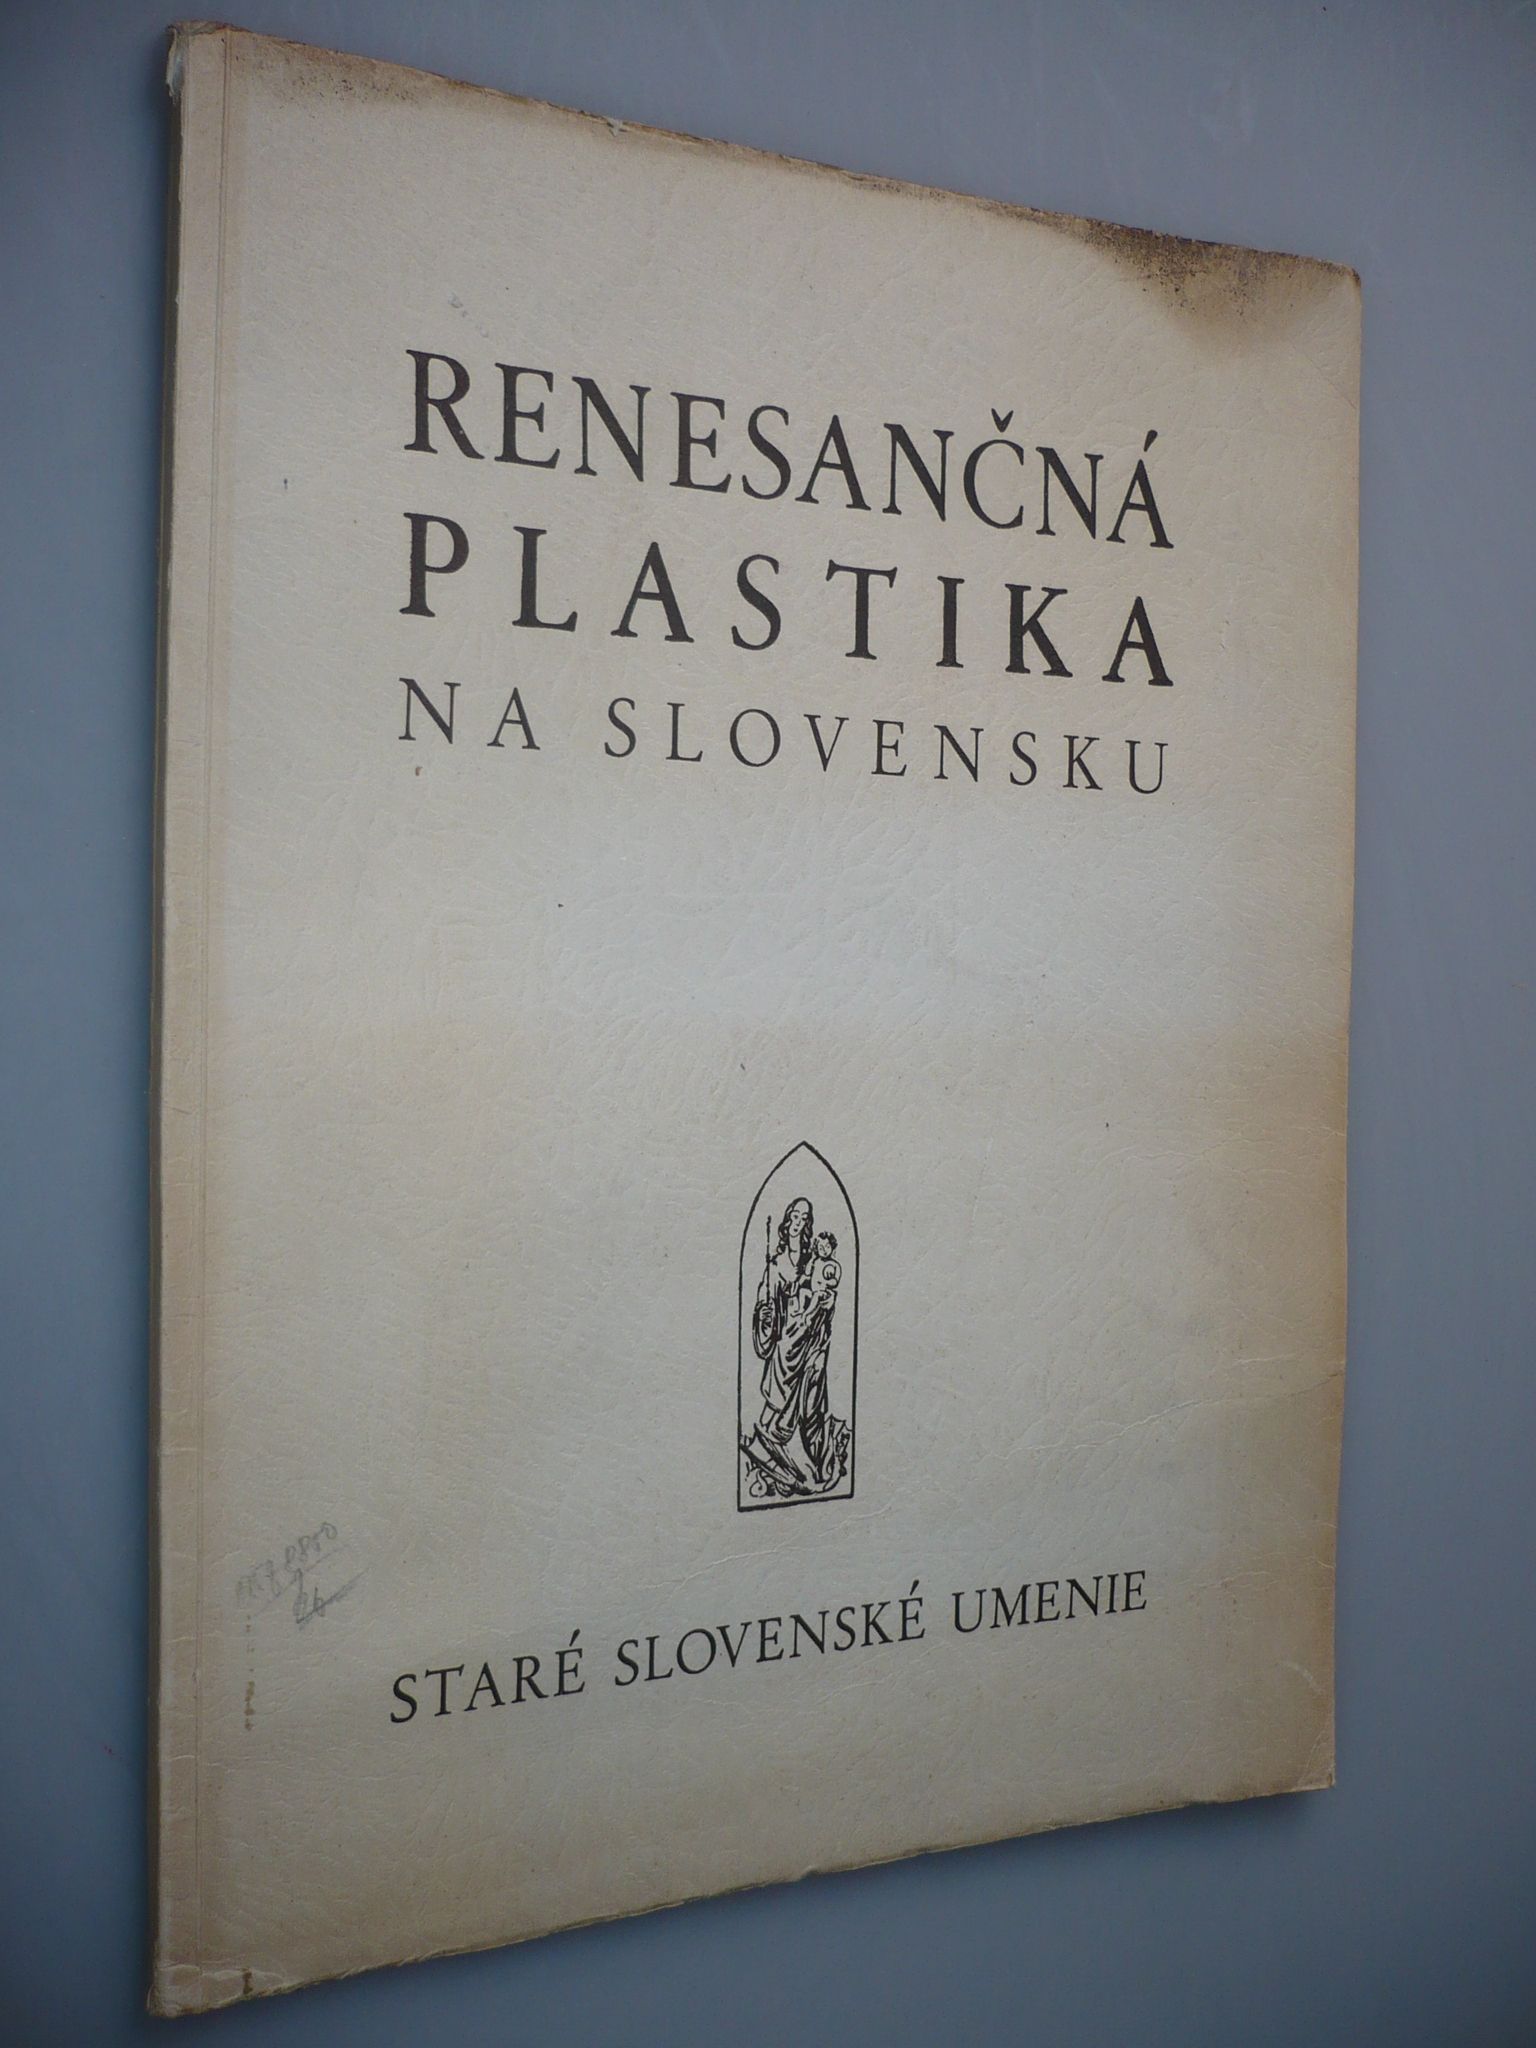 RENESANČNÁ
PLASTIKA
NA SLOVENSKU
STARÉ SLOVENSKÉ UMENIE